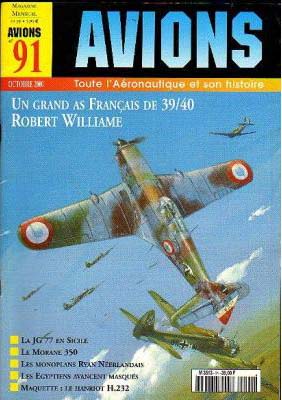 MAGAZINE
MENSUEL
AVIONS
N°
91
OCTOBRE 2000
AVIONS
Toute l'Aéronautique et son histoire
UN GRAND AS FRANÇAIS DE 39/40
ROBERT WILLIAME
LA JG 77 EN SICILE
LE MORANE 350
LES MONOPLANS RYAN NÉERLANDAIS
LES EGYPTIENS AVANCENT MASQUÉS
MAQUETTE : LE HANRIOT H.232